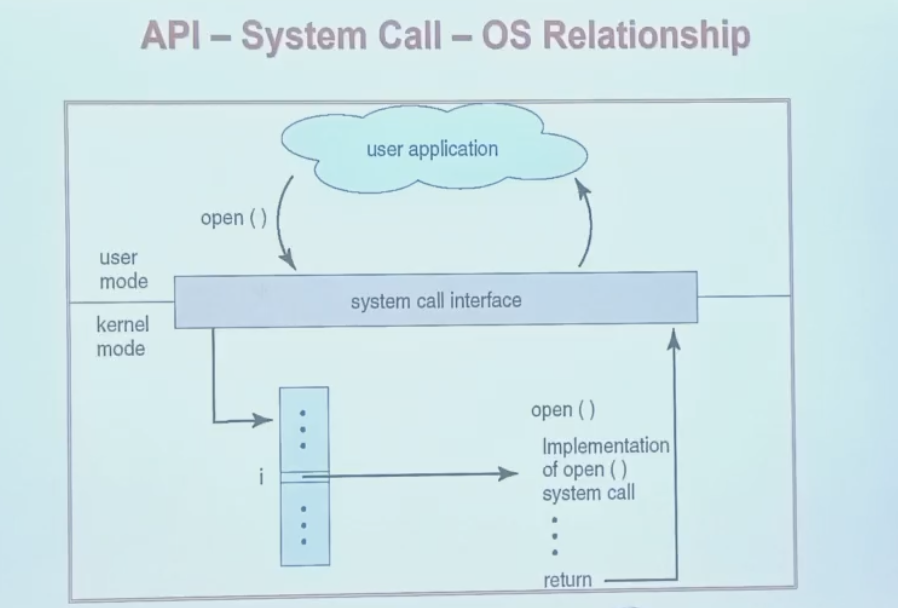 API – System Call – OS Relationship
user application
open ( )
user
mode
system call interface
kernel
mode
open ( )
Implementation
of open ( )
system call
i
return